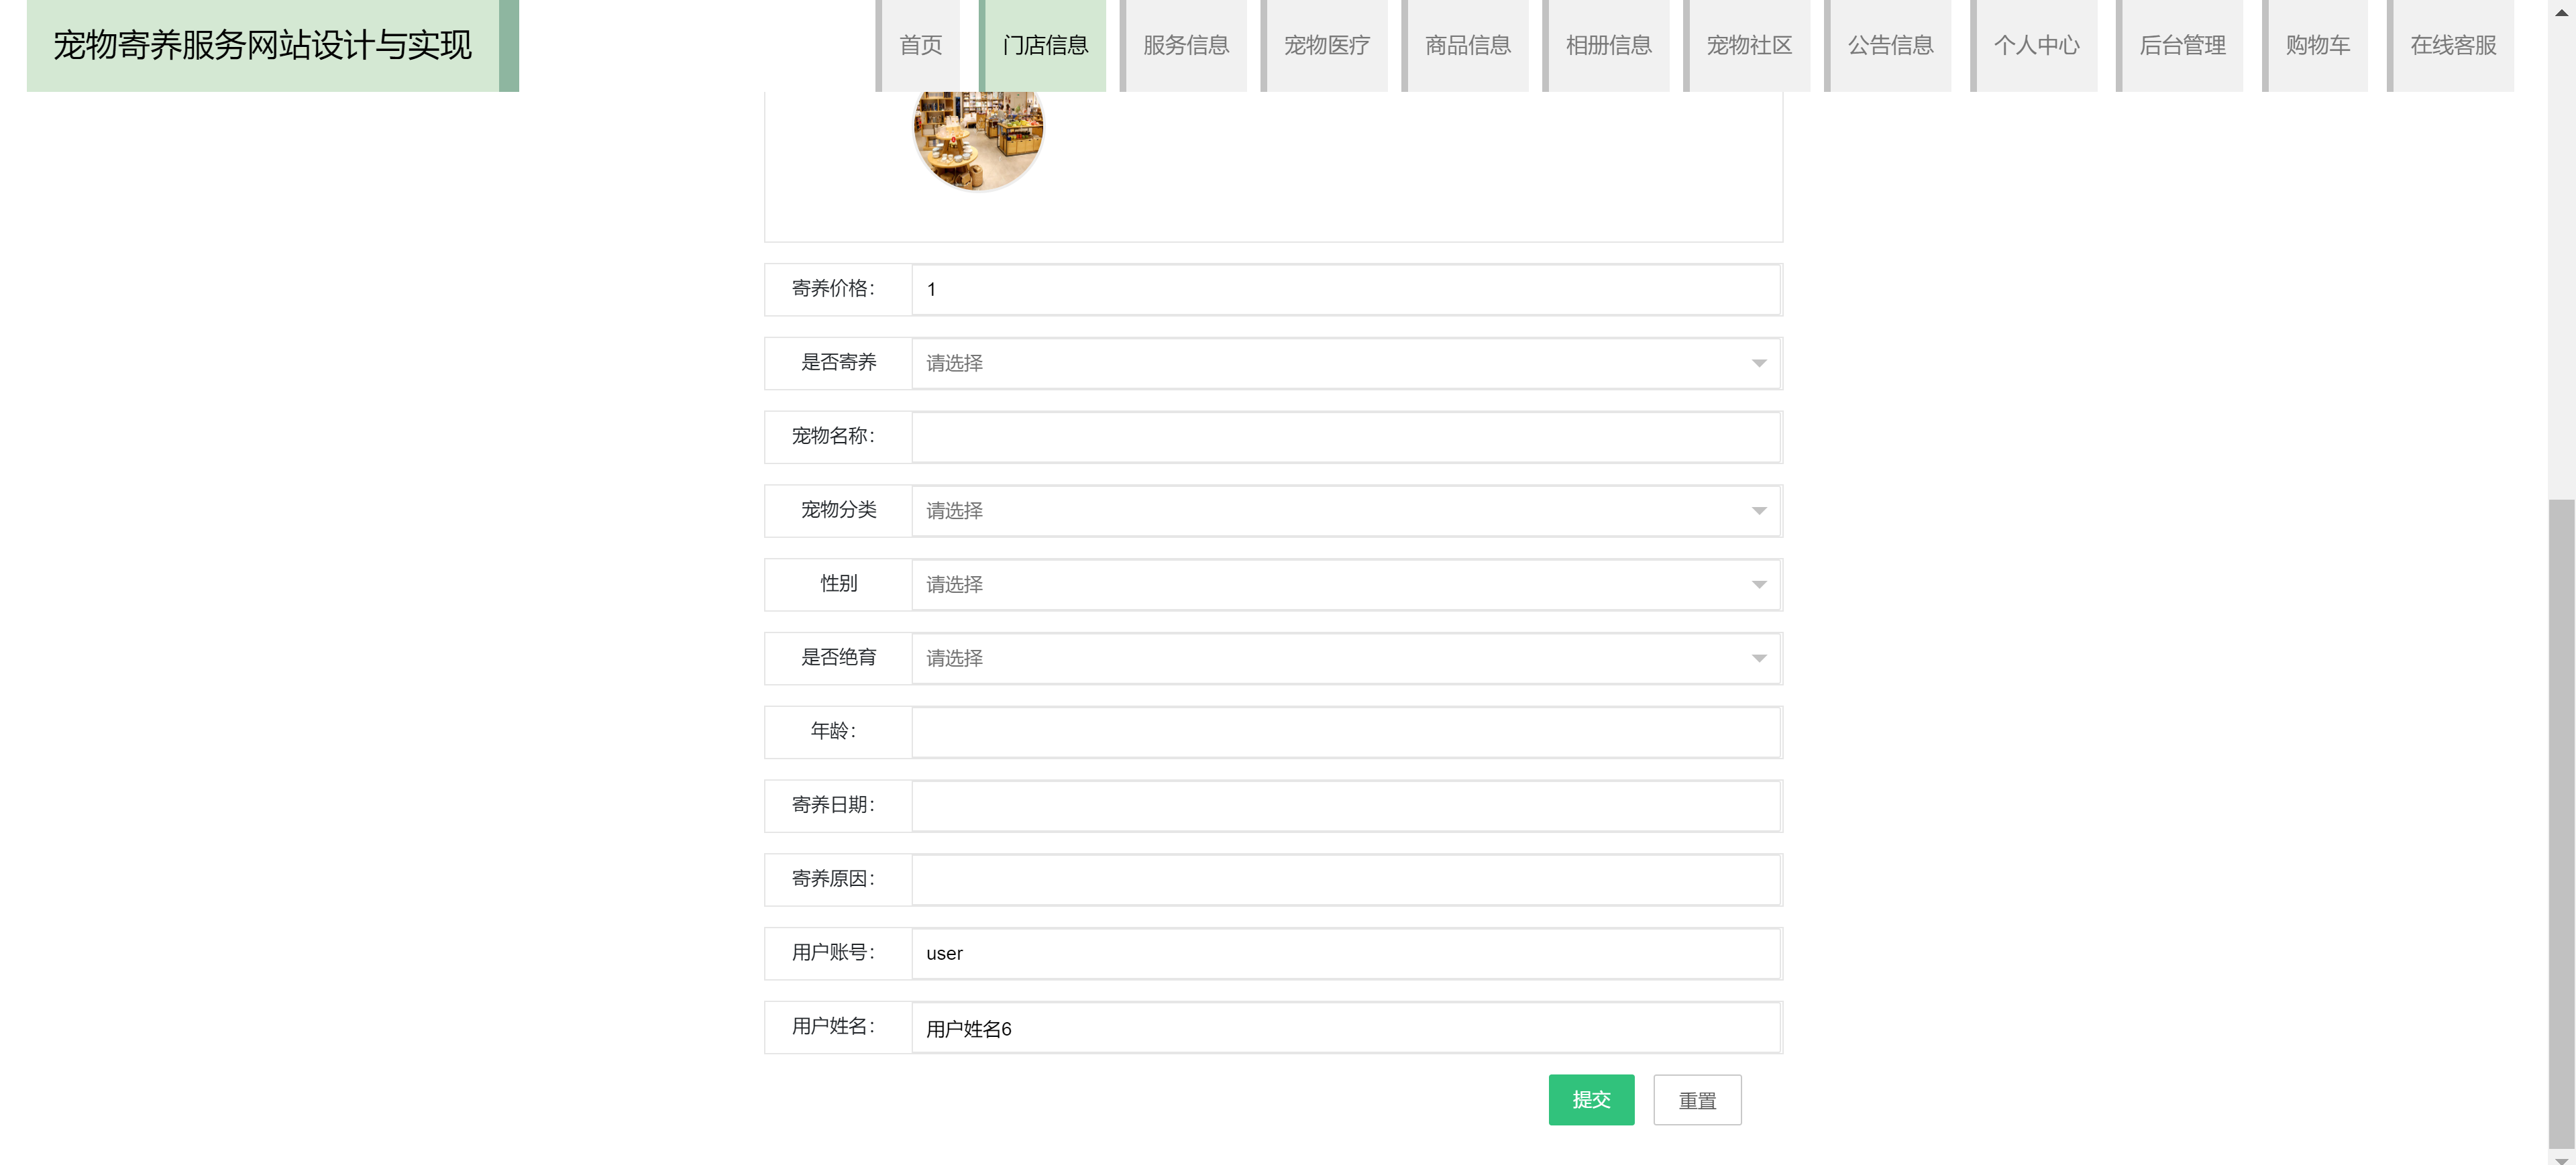 宠物寄养服务网站设计与实现
首页 门店信息 服务信息 宠物医疗 商品信息 相册信息 宠物社区 公告信息 个人中心 后台管理 购物车 在线客服
寄养价格： 1
是否寄养 请选择
宠物名称：
宠物分类 请选择
性别 请选择
是否绝育 请选择
年龄：
寄养日期：
寄养原因：
用户账号： user
用户姓名： 用户姓名6
提交 重置